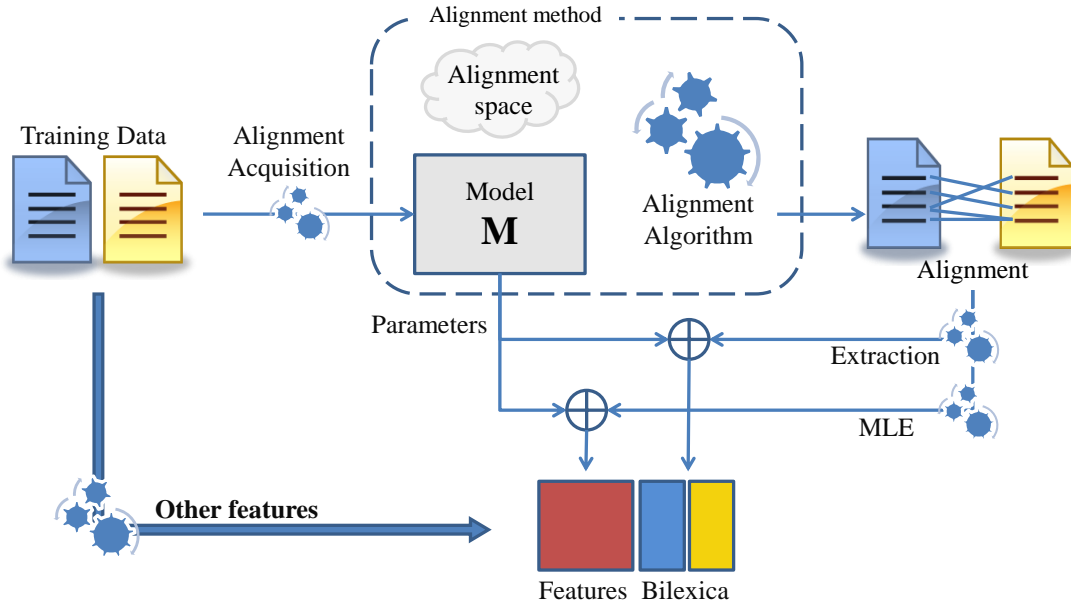 Alignment method
Alignment
space
Training Data
Alignment
Acquisition
Model
M
Alignment
Algorithm
Alignment
Parameters
Extraction
MLE
Other features
Features
Bilexica